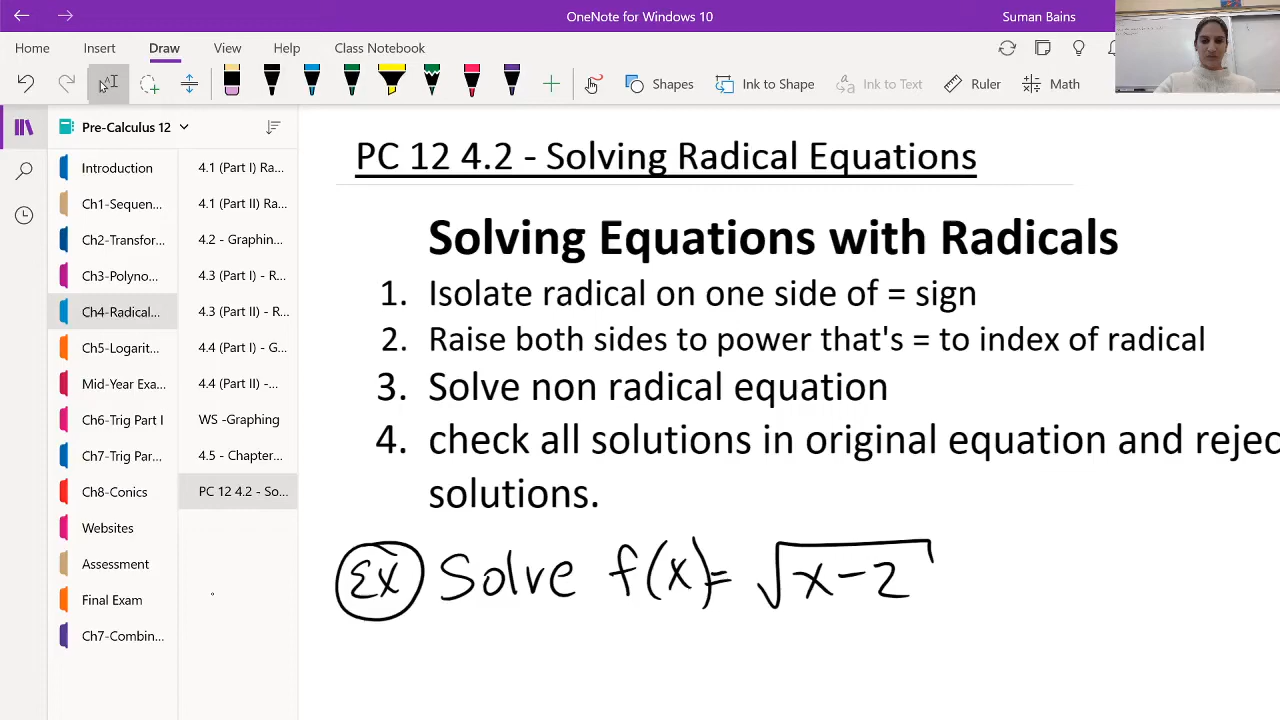 OneNote for Windows 10
Suman Bains
Home Insert Draw View Help Class Notebook
Shapes Ink to Shape Ink to Text Ruler Math
Pre-Calculus 12
Introduction
Ch1-Sequen...
Ch2-Transfor...
Ch3-Polyno...
Ch4-Radical...
Ch5-Logarit...
Mid-Year Exa...
Ch6-Trig Part I
Ch7-Trig Par...
Ch8-Conics
Websites
Assessment
Final Exam
Ch7-Combin...
4.1 (Part I) Ra...
4.1 (Part II) Ra...
4.2 - Graphin...
4.3 (Part I) - R...
4.3 (Part II) - R...
4.4 (Part I) - G...
4.4 (Part II) -...
WS -Graphing
4.5 - Chapter...
PC 12 4.2 - So...
PC 12 4.2 - Solving Radical Equations
Solving Equations with Radicals
1. Isolate radical on one side of = sign
2. Raise both sides to power that's = to index of radical
3. Solve non radical equation
4. check all solutions in original equation and rejec
solutions.
Ex Solve f(x)= √x-2